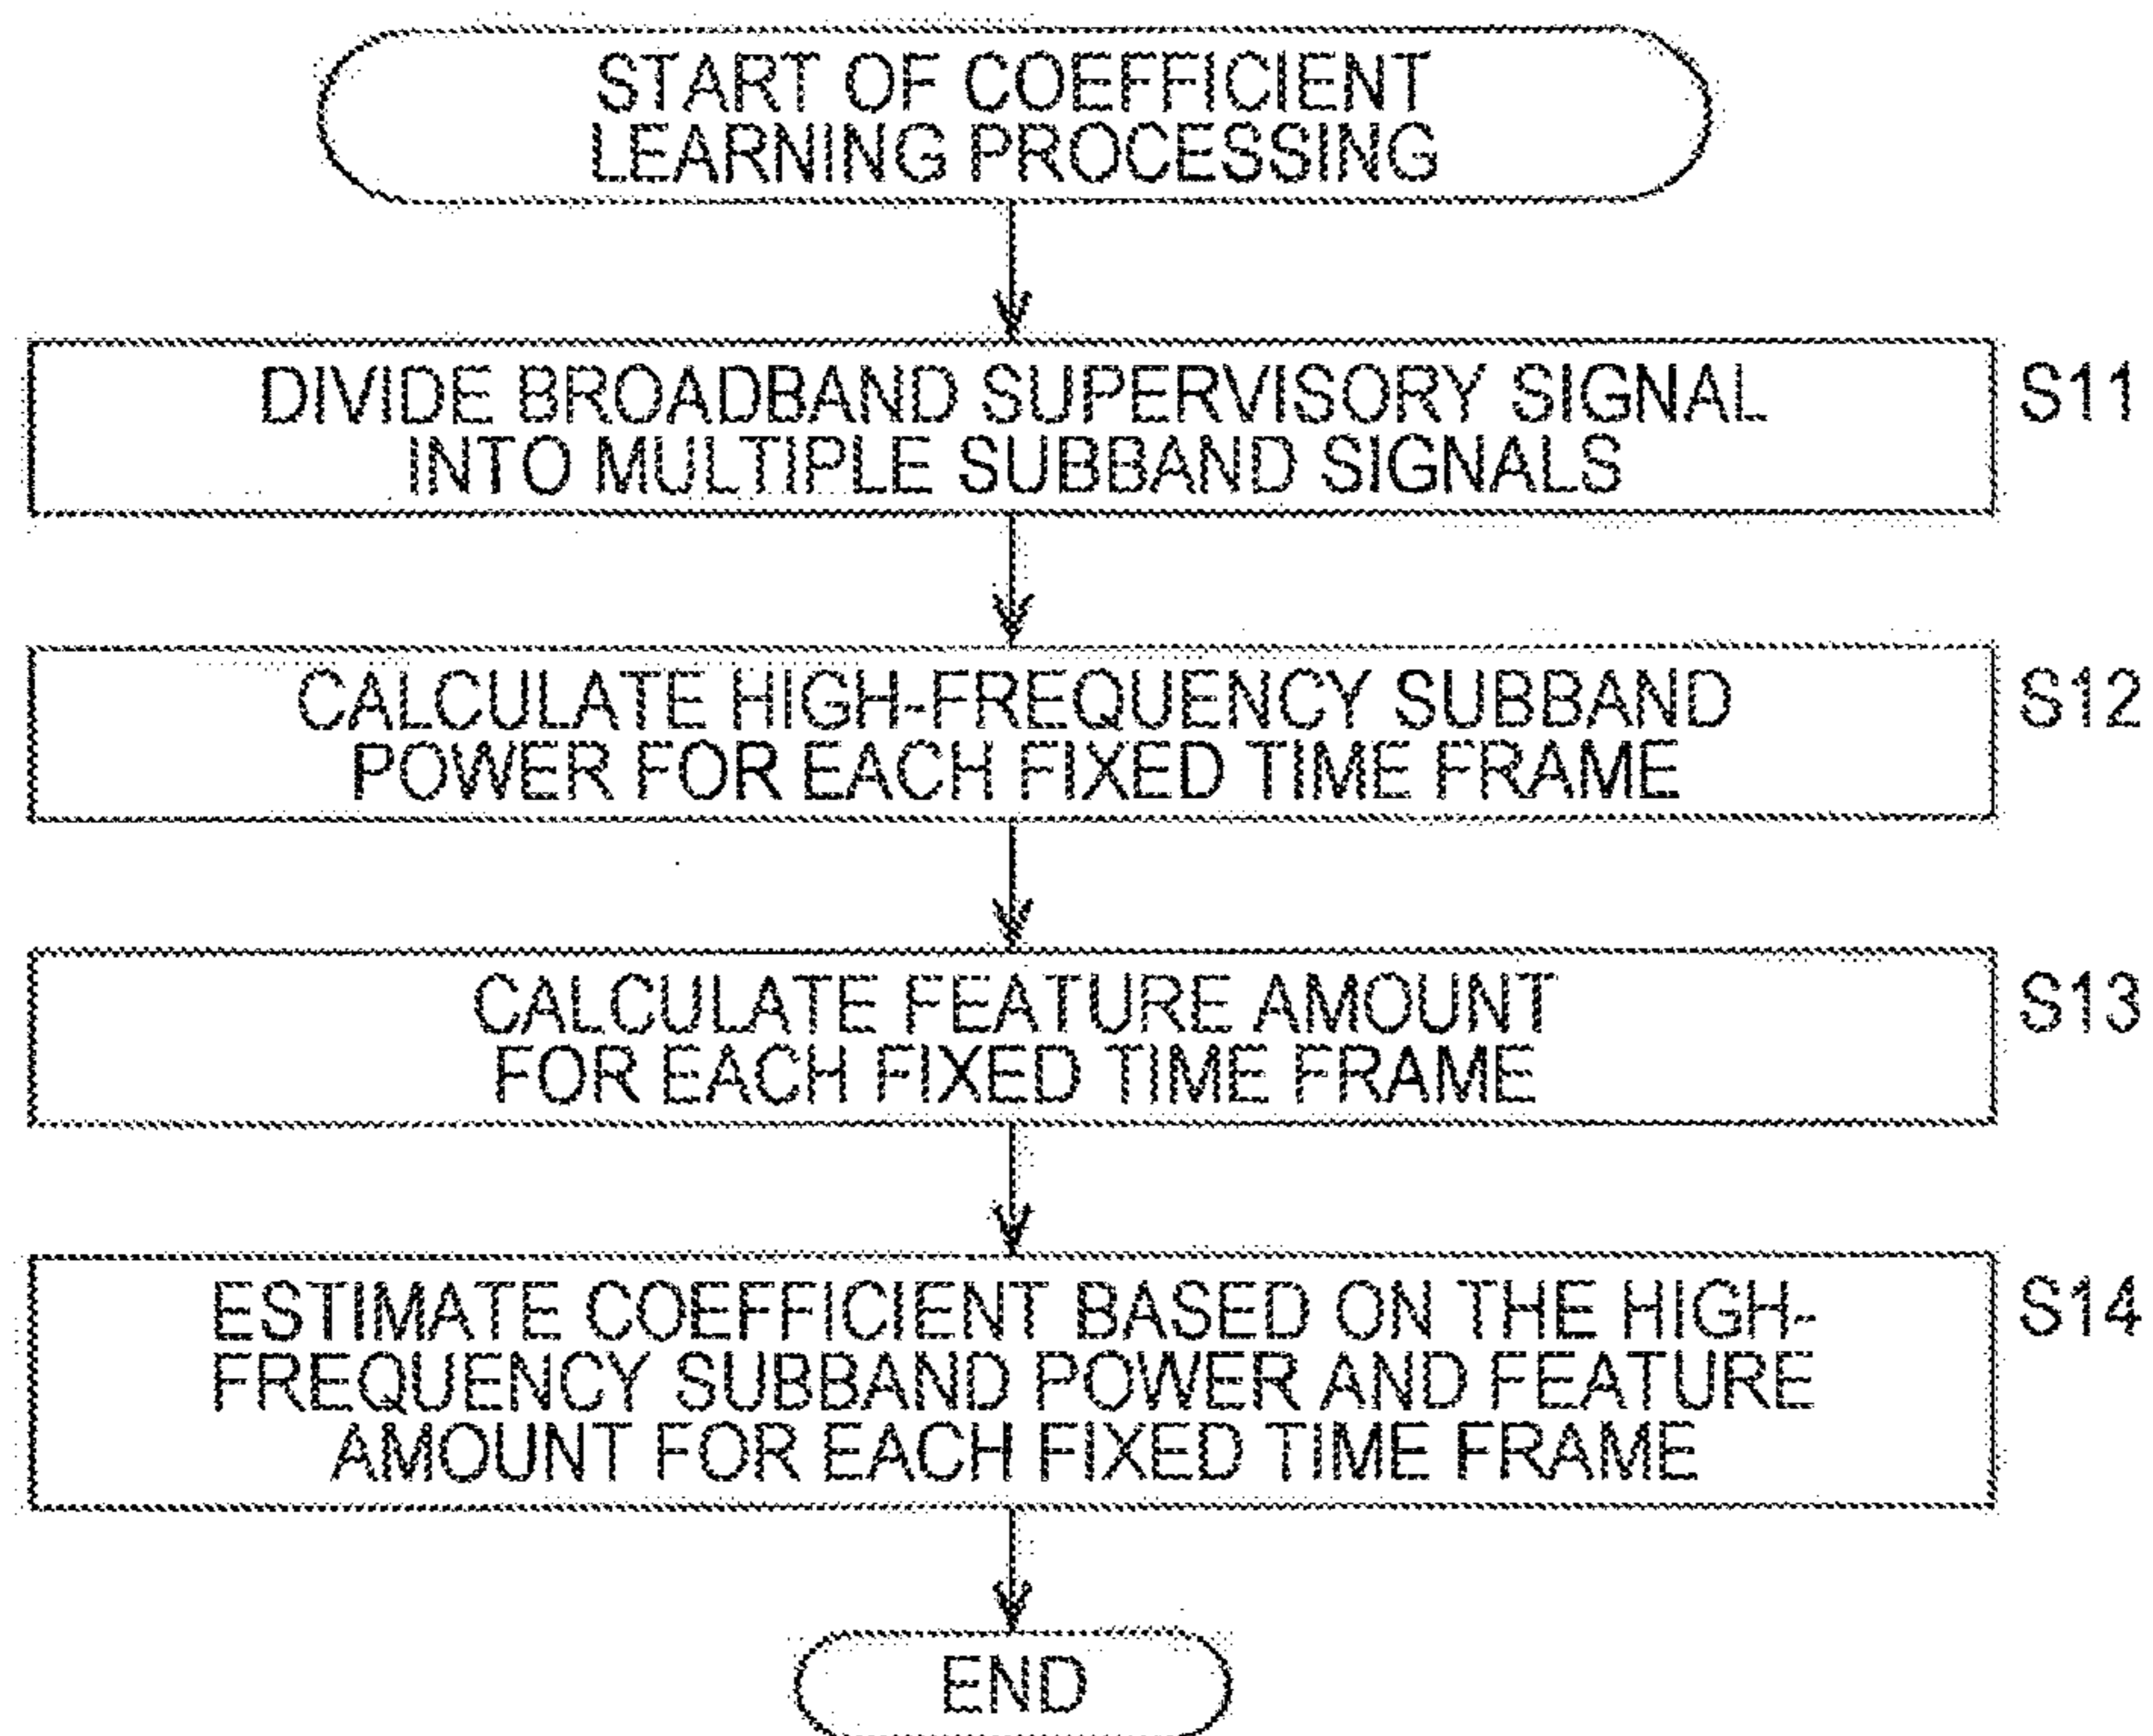 START OF COEFFICIENT
LEARNING PROCESSING
DIVIDE BROADBAND SUPERVISORY SIGNAL
INTO MULTIPLE SUBBAND SIGNALS
S11
CALCULATE HIGH-FREQUENCY SUBBAND
POWER FOR EACH FIXED TIME FRAME
S12
CALCULATE FEATURE AMOUNT
FOR EACH FIXED TIME FRAME
S13
ESTIMATE COEFFICIENT BASED ON THE HIGH-
FREQUENCY SUBBAND POWER AND FEATURE
AMOUNT FOR EACH FIXED TIME FRAME
S14
END